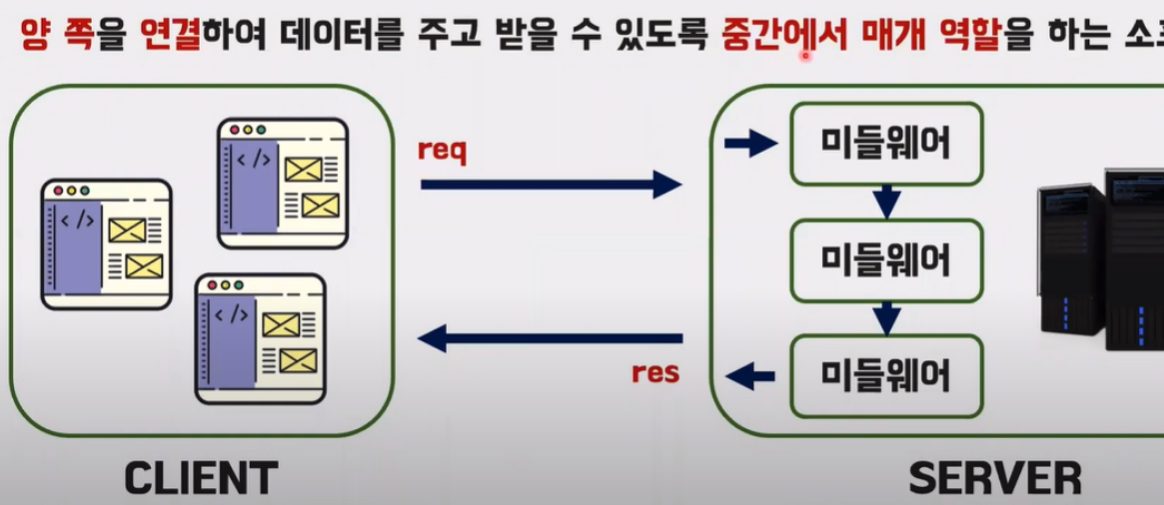 양 쪽을 연결하여 데이터를 주고 받을 수 있도록 중간에서 매개 역할을 하는
req
미들웨어
미들웨어
res
미들웨어
</>
</>
</>
CLIENT
SERVER